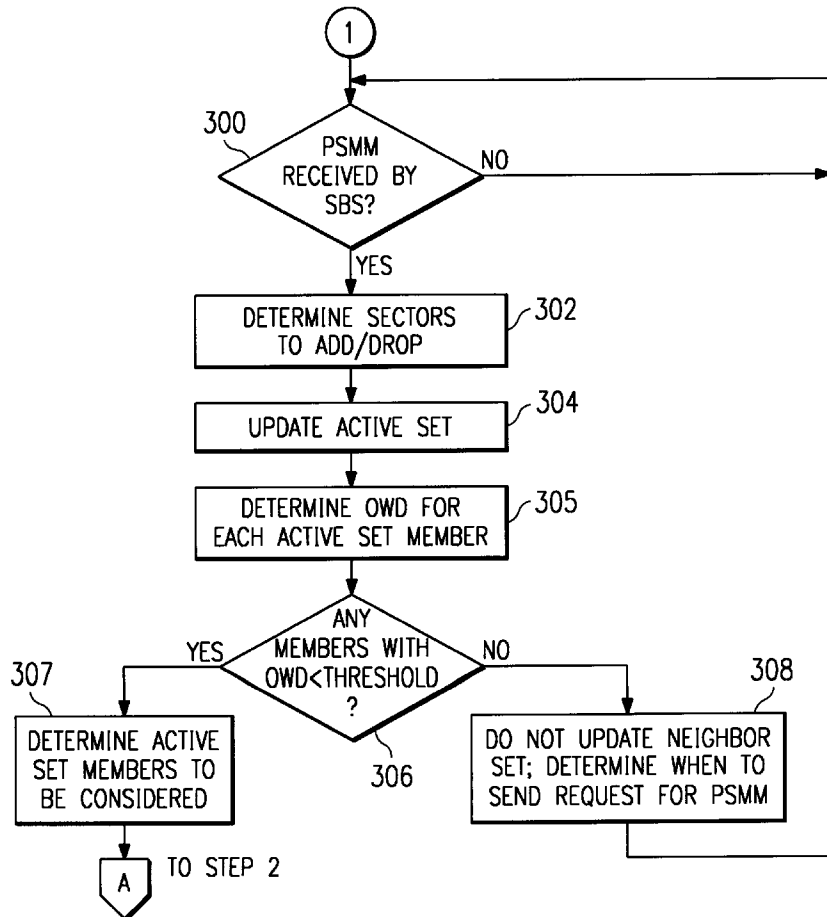 1
300
PSMM
RECEIVED BY
SBS?
NO
YES
DETERMINE SECTORS
TO ADD/DROP
302
UPDATE ACTIVE SET
304
DETERMINE OWD FOR
EACH ACTIVE SET MEMBER
305
ANY
MEMBERS WITH
OWD<THRESHOLD
?
YES
NO
306
307
DETERMINE ACTIVE
SET MEMBERS TO
BE CONSIDERED
308
DO NOT UPDATE NEIGHBOR
SET; DETERMINE WHEN TO
SEND REQUEST FOR PSMM
A
TO STEP 2